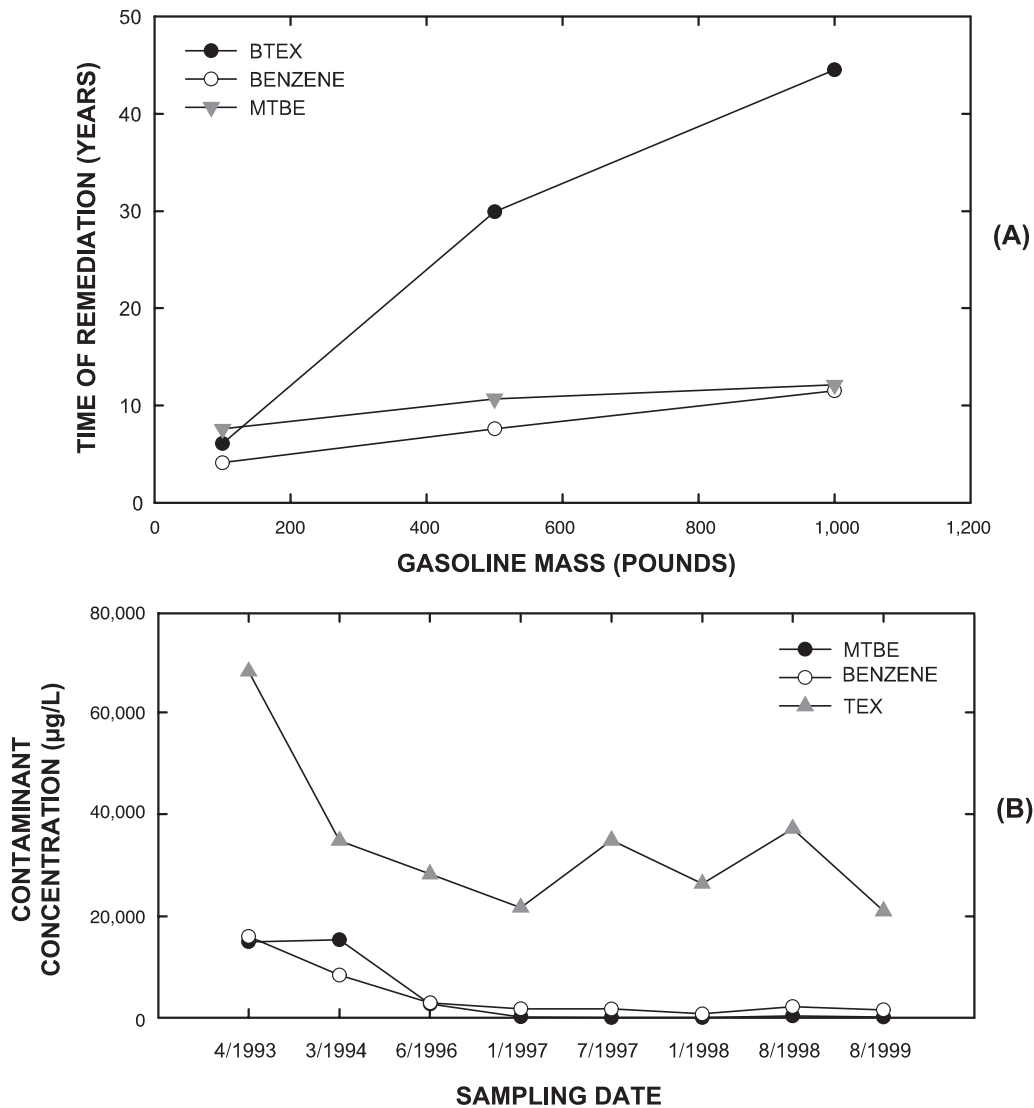 50
40
30
20
10
0
TIME OF REMEDIATION (YEARS)
BTEX
BENZENE
MTBE
(A)
0 200 400 600 800 1,000 1,200
GASOLINE MASS (POUNDS)
80,000
60,000
40,000
20,000
0
CONTAMINANT
CONCENTRATION (µg/L)
MTBE
BENZENE
TEX
(B)
4/1993 3/1994 6/1996 1/1997 7/1997 1/1998 8/1998 8/1999
SAMPLING DATE